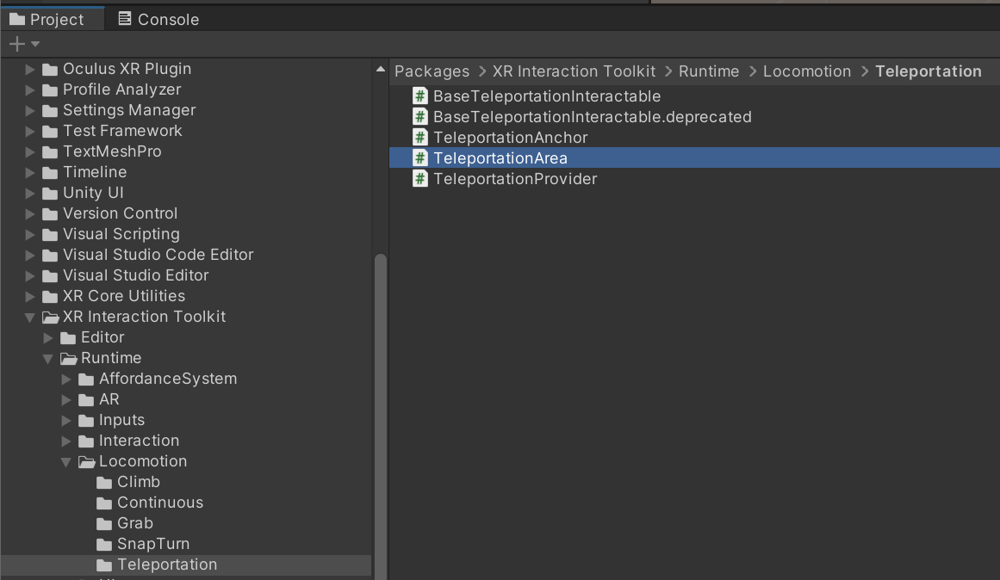 Project
Console
Oculus XR Plugin
Profile Analyzer
Settings Manager
Test Framework
TextMeshPro
Timeline
Unity UI
Version Control
Visual Scripting
Visual Studio Code Editor
Visual Studio Editor
XR Core Utilities
XR Interaction Toolkit
Editor
Runtime
AffordanceSystem
AR
Inputs
Interaction
Locomotion
Climb
Continuous
Grab
SnapTurn
Teleportation
Packages > XR Interaction Toolkit > Runtime > Locomotion > Teleportation
# BaseTeleportationInteractable
# BaseTeleportationInteractable.deprecated
# TeleportationAnchor
# TeleportationArea
# TeleportationProvider